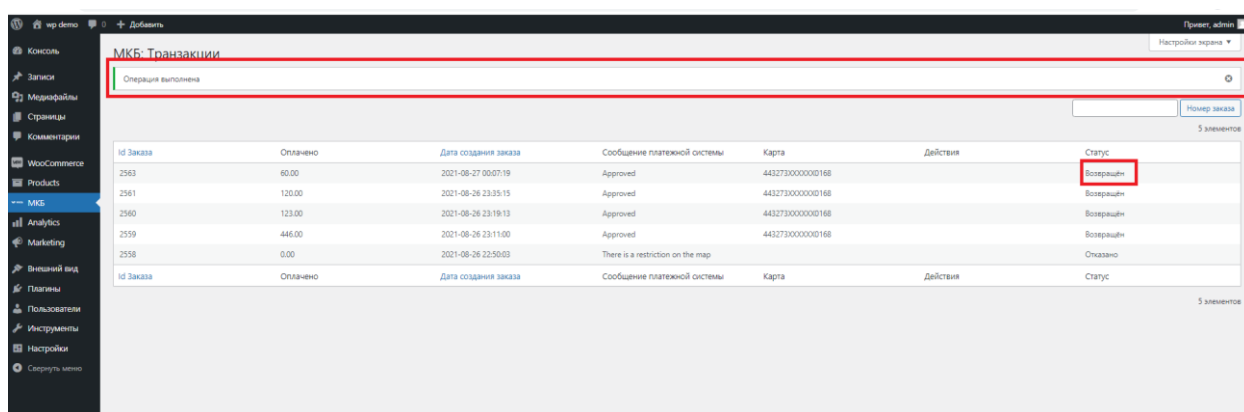 wp demo 0 + Добавить Привет, admin
Настройки экрана ▼
Консоль
Записи
Медиафайлы
Страницы
Комментарии
WooCommerce
Products
МКБ
Analytics
Marketing
Внешний вид
Плагины
Пользователи
Инструменты
Настройки
Свернуть меню
МКБ: Транзакции
Операция выполнена
Номер заказа
5 элементов
Id Заказа Оплачено Дата создания заказа Сообщение платежной системы Карта Действия Статус
2563 60.00 2021-08-27 00:07:19 Approved 443273XXXXXX0168 Возвращён
2561 120.00 2021-08-26 23:35:15 Approved 443273XXXXXX0168 Возвращён
2560 123.00 2021-08-26 23:19:13 Approved 443273XXXXXX0168 Возвращён
2559 446.00 2021-08-26 23:11:00 Approved 443273XXXXXX0168 Возвращён
2558 0.00 2021-08-26 22:50:03 There is a restriction on the map Отказано
Id Заказа Оплачено Дата создания заказа Сообщение платежной системы Карта Действия Статус
5 элементов